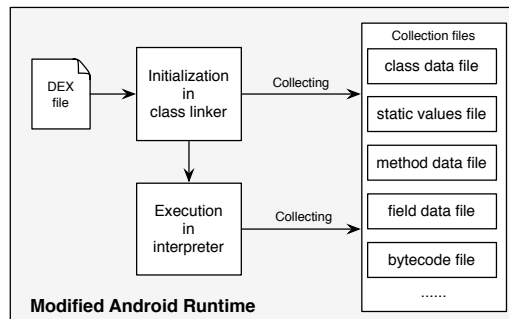 DEX
file
Initialization
in
class linker
Collecting
Execution
in
interpreter
Collecting
Collection files
class data file
static values file
method data file
field data file
bytecode file
......
Modified Android Runtime